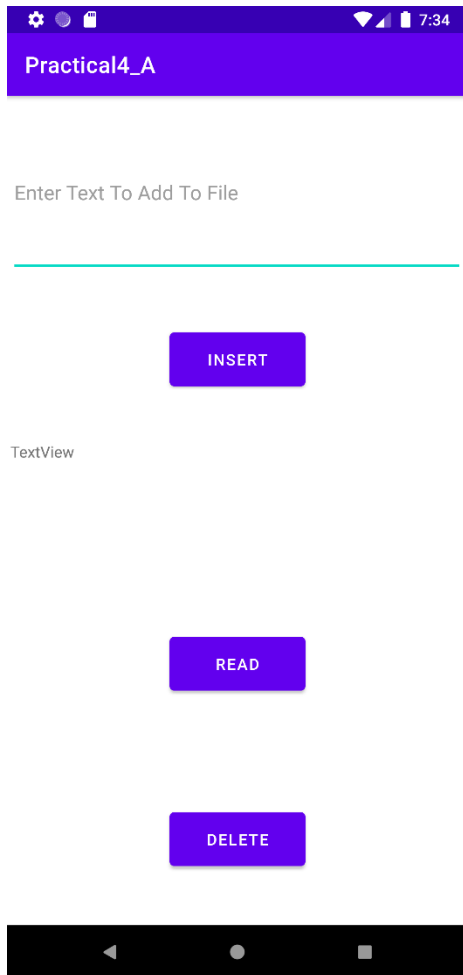 7:34
Practical4_A
Enter Text To Add To File
INSERT
TextView
READ
DELETE